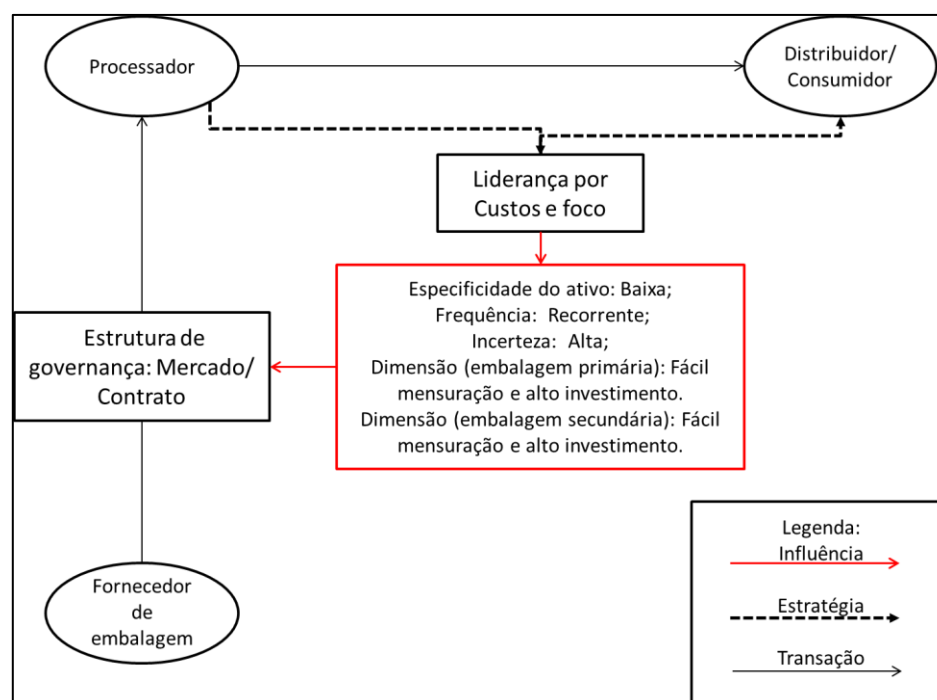 Processador
Distribuidor/
Consumidor
Liderança por
Custos e foco
Especificidade do ativo: Baixa;
Frequência: Recorrente;
Incerteza: Alta;
Dimensão (embalagem primária): Fácil
mensuração e alto investimento.
Dimensão (embalagem secundária): Fácil
mensuração e alto investimento.
Estrutura de
governança: Mercado/
Contrato
Fornecedor
de
embalagem
Legenda:
Influência
Estratégia
Transação